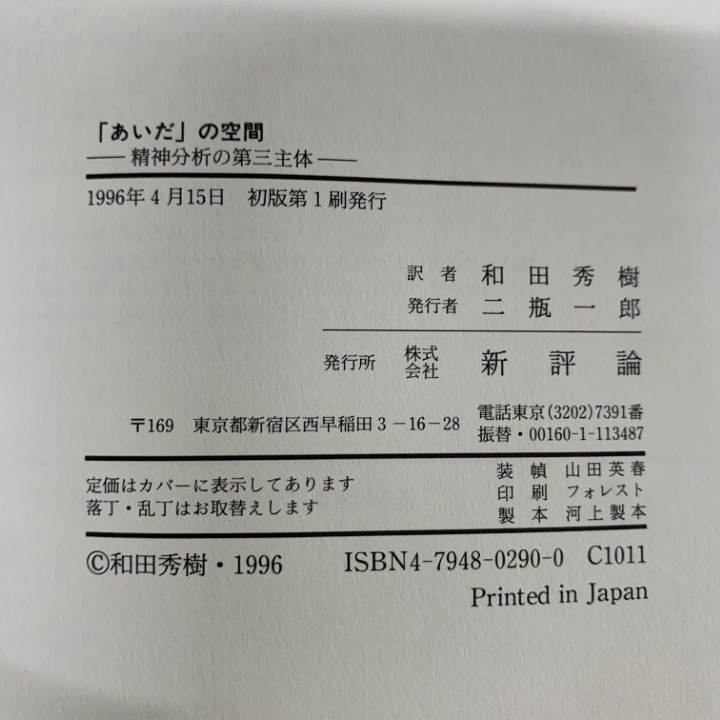 「あいだ」の空間
——精神分析の第三主体——
1996年4月15日 初版第1刷発行
訳者 和田秀樹
発行者 二瓶一郎
発行所 株式会社 新評論
〒169 東京都新宿区西早稲田3-16-28
電話東京(3202)7391番
振替・00160-1-113487
定価はカバーに表示してあります
落丁・乱丁はお取替えします
装幀 山田英春
印刷 フォレスト
製本 河上製本
©和田秀樹・1996
ISBN4-7948-0290-0 C1011
Printed in Japan